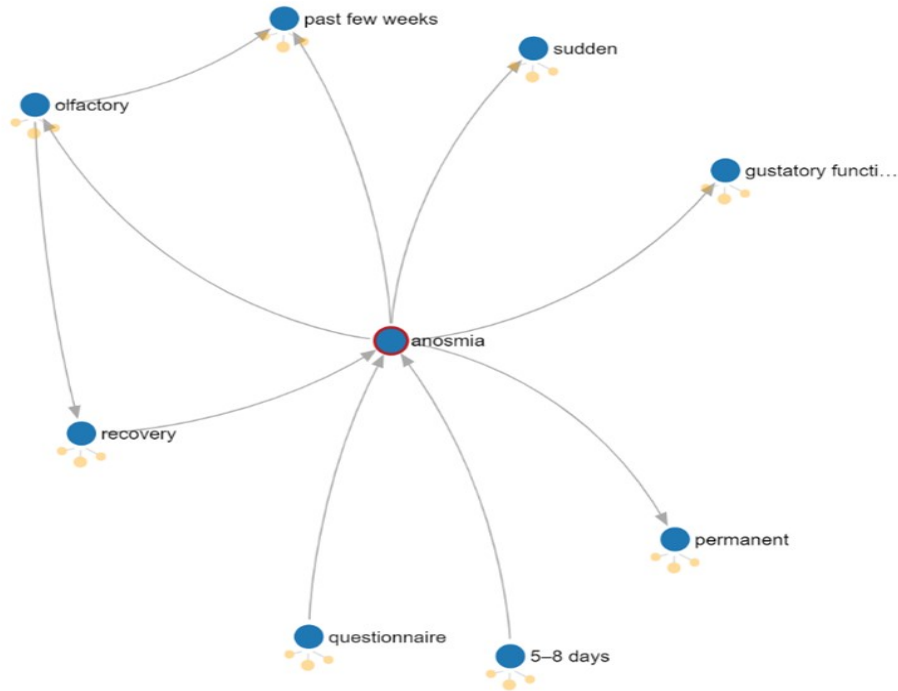 past few weeks
sudden
olfactory
gustatory functi...
anosmia
recovery
permanent
questionnaire
5–8 days